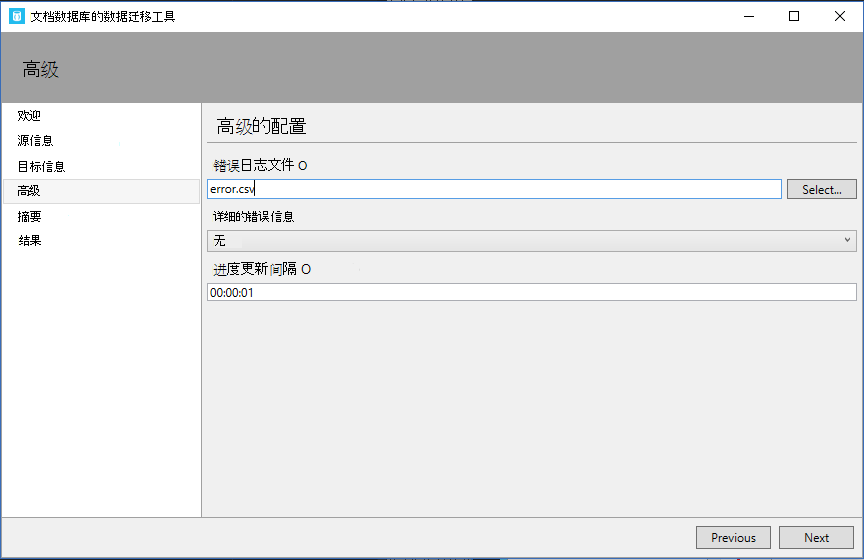 文档数据库的数据迁移工具
高级
欢迎
源信息
目标信息
高级
摘要
结果
高级的配置
错误日志文件 O
error.csv
Select...
详细的错误信息
无
进度更新间隔 O
00:00:01
Previous
Next